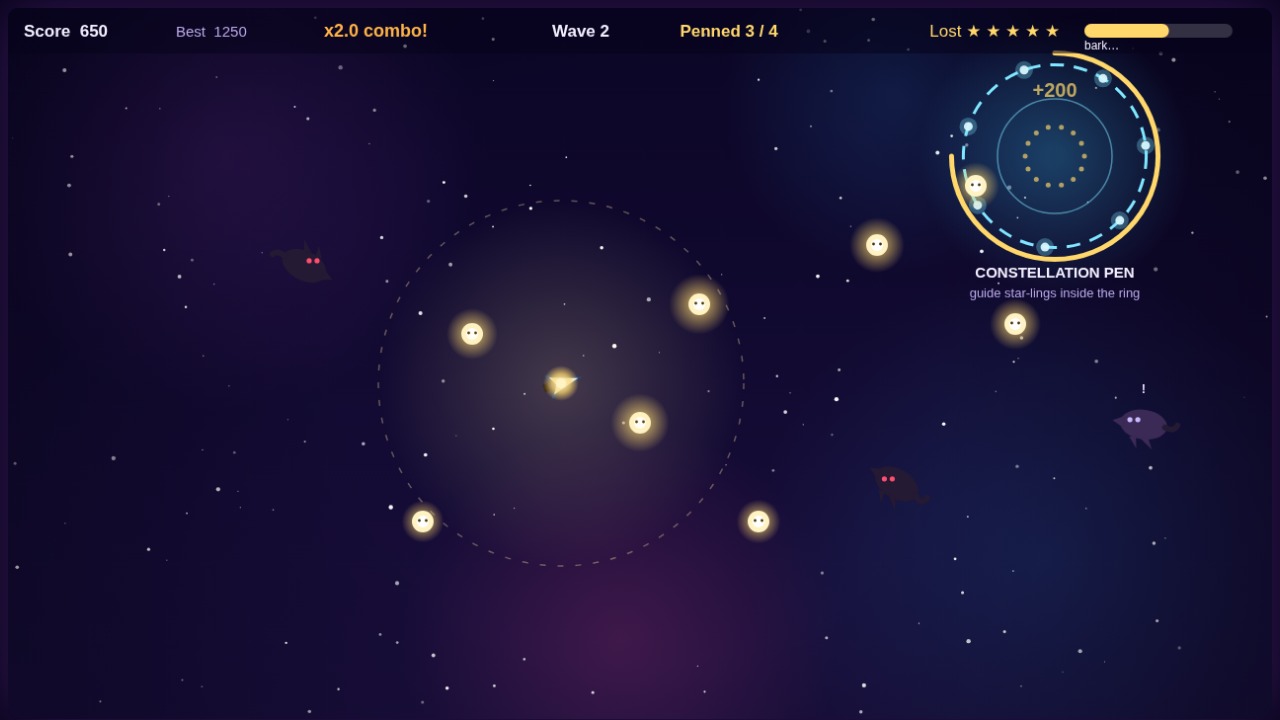 Score 650 Best 1250 x2.0 combo! Wave 2 Penned 3 / 4 Lost ★ ★ ★ ★ ★
bark…
+200
CONSTELLATION PEN
guide star-lings inside the ring
!